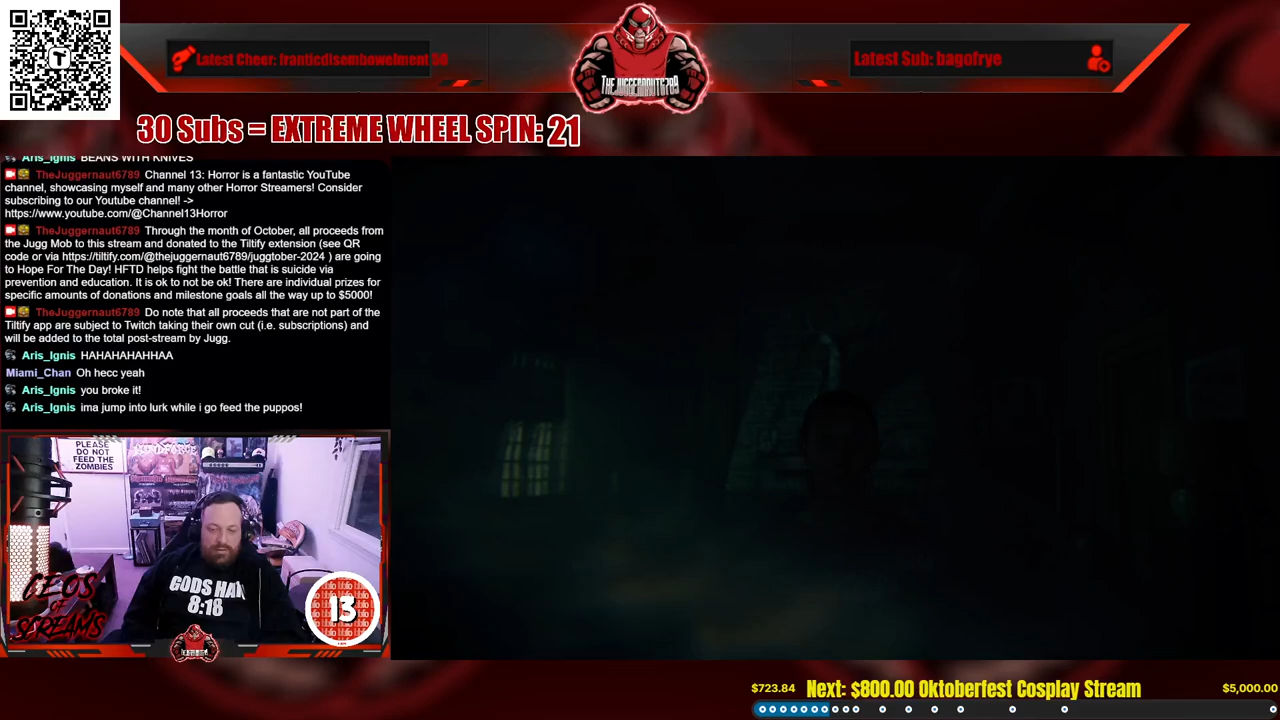 Latest Cheer: franticdisembowelment 50
THEJUGGERNAUT6789
Latest Sub: bagofrye
30 Subs = EXTREME WHEEL SPIN: 21
Aris_Ignis BEANS WITH KNIVES
TheJuggernaut6789 Channel 13: Horror is a fantastic YouTube
channel, showcasing myself and many other Horror Streamers! Consider
subscribing to our Youtube channel! ->
https://www.youtube.com/@Channel13Horror
TheJuggernaut6789 Through the month of October, all proceeds from
the Jugg Mob to this stream and donated to the Tiltify extension (see QR
code or via https://tiltify.com/@thejuggernaut6789/juggtober-2024 ) are going
to Hope For The Day! HFTD helps fight the battle that is suicide via
prevention and education. It is ok to not be ok! There are individual prizes for
specific amounts of donations and milestone goals all the way up to $5000!
TheJuggernaut6789 Do note that all proceeds that are not part of the
Tiltify app are subject to Twitch taking their own cut (i.e. subscriptions) and
will be added to the total post-stream by Jugg.
Aris_Ignis HAHAHAHAHHAA
Miami_Chan Oh hecc yeah
Aris_Ignis you broke it!
Aris_Ignis ima jump into lurk while i go feed the puppos!
PLEASE
DO NOT
FEED THE
ZOMBIES
GODS HAN
8:18
CEOS
OF
SCREAMS
13
$723.84 Next: $800.00 Oktoberfest Cosplay Stream $5,000.00